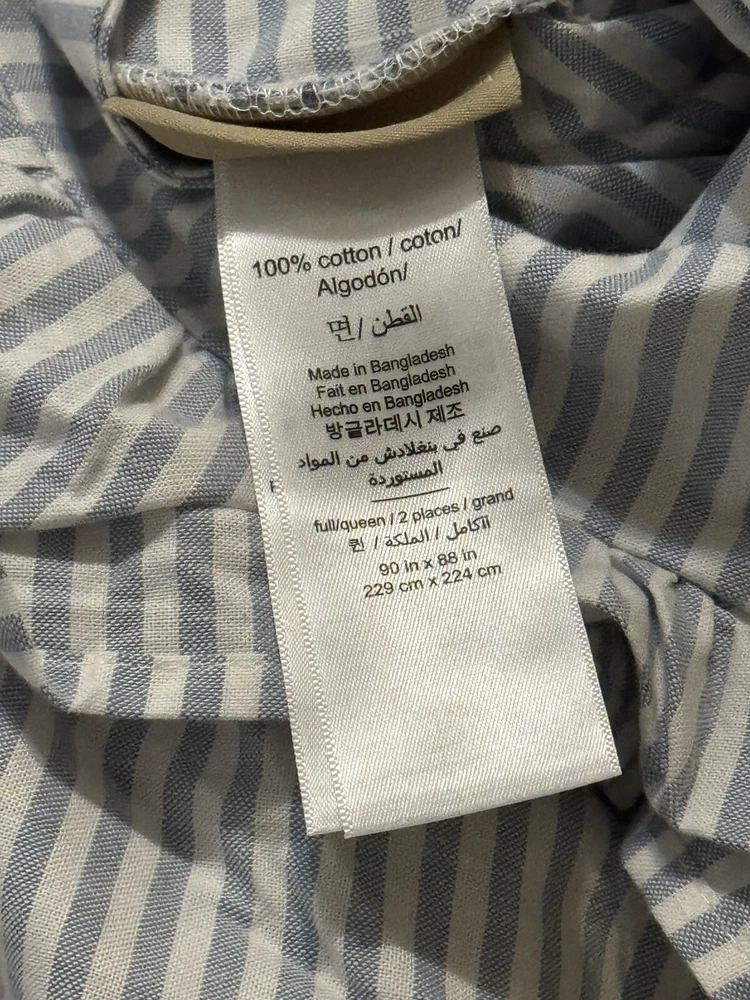 100% cotton / coton/
Algodón/
면/ القطن
Made in Bangladesh
Fait en Bangladesh
Hecho en Bangladesh
방글라데시 제조
صنع في بنغلادش من المواد
المستوردة
full/queen / 2 places / grand
퀸 / الكامل / الملكة
90 in x 88 in
229 cm x 224 cm